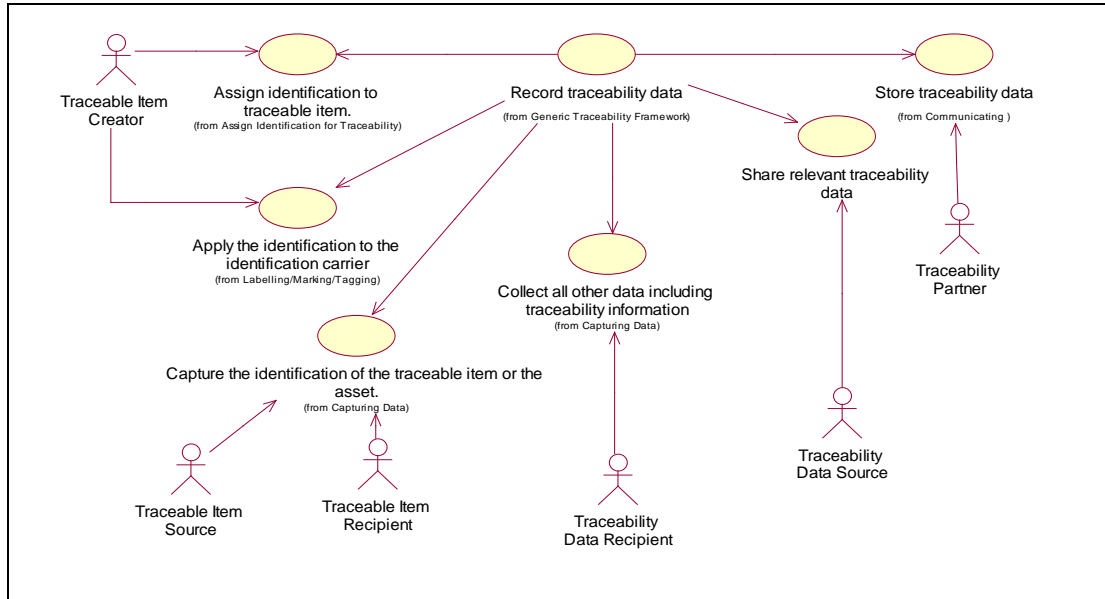 Traceable Item
Creator
Assign identification to
traceable item.
(from Assign Identification for Traceability)
Record traceability data
(from Generic Traceability Framework)
Store traceability data
(from Communicating )
Share relevant traceability
data
Apply the identification to the
identification carrier
(from Labelling/Marking/Tagging)
Traceability
Partner
Collect all other data including
traceability information
(from Capturing Data)
Capture the identification of the traceable item or the
asset.
(from Capturing Data)
Traceability
Data Source
Traceable Item
Source
Traceable Item
Recipient
Traceability
Data Recipient